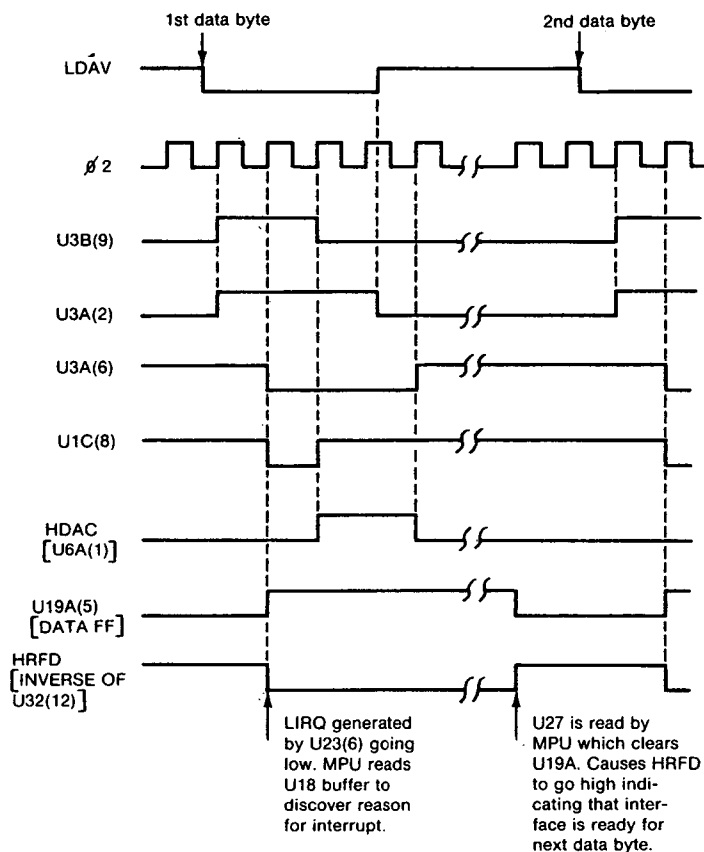 1st data byte
2nd data byte
LDAV
ø 2
U3B(9)
U3A(2)
U3A(6)
U1C(8)
HDAC
[U6A(1)]
U19A(5)
[DATA FF]
HRFD
[INVERSE OF
U32(12)]
LIRQ generated
by U23(6) going
low. MPU reads
U18 buffer to
discover reason
for interrupt.
U27 is read by
MPU which clears
U19A. Causes HRFD
to go high indi-
cating that inter-
face is ready for
next data byte.